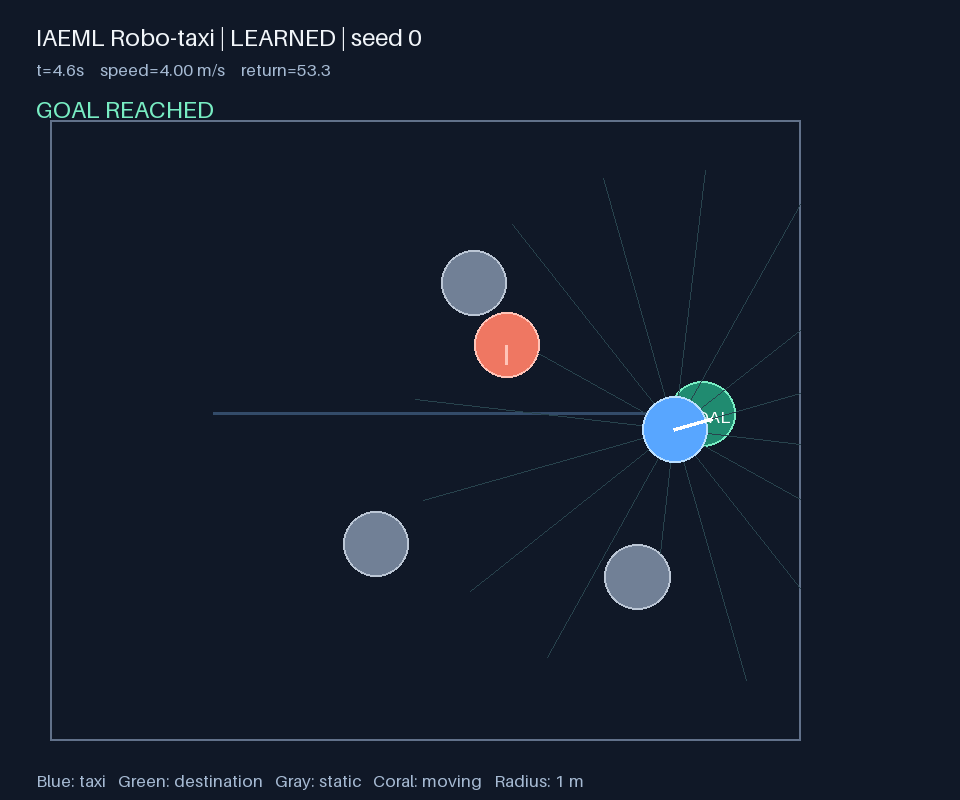 IAEML Robo-taxi | LEARNED | seed 0
t=4.6s speed=4.00 m/s return=53.3
GOAL REACHED
OAL
Blue: taxi Green: destination Gray: static Coral: moving Radius: 1 m